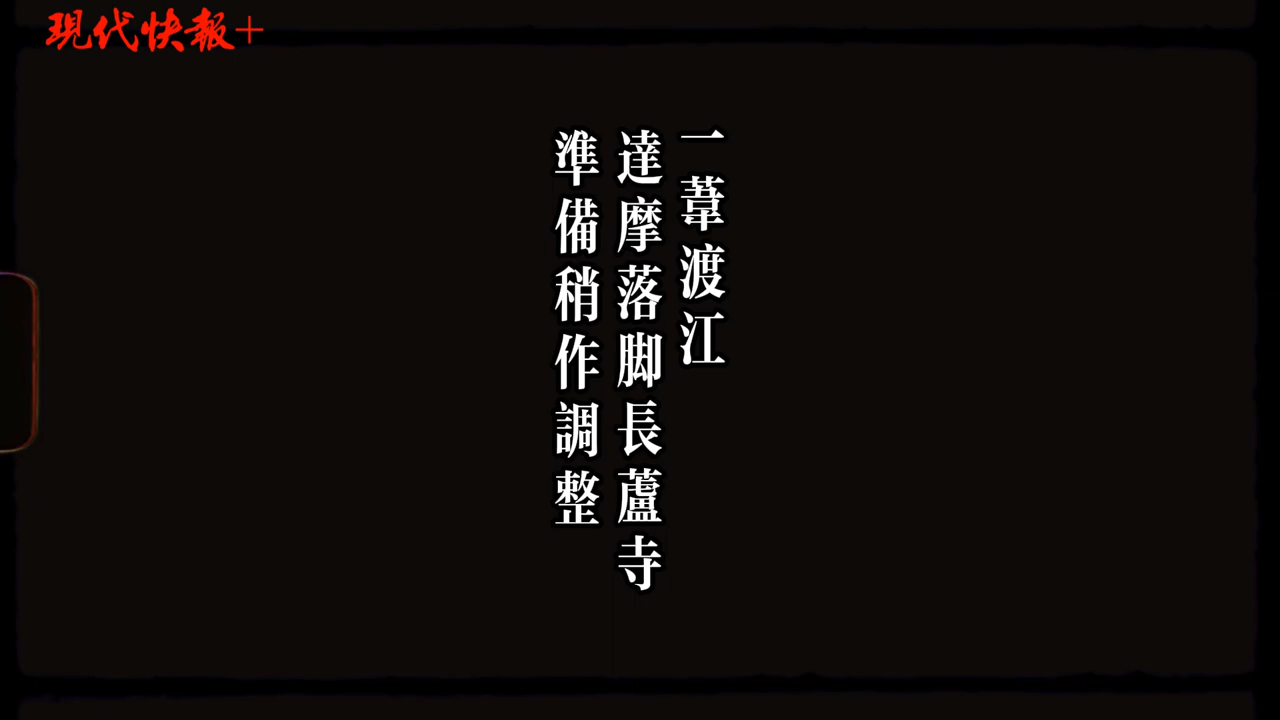 現代快報+
一葦渡江
達摩落脚長蘆寺
準備稍作調整